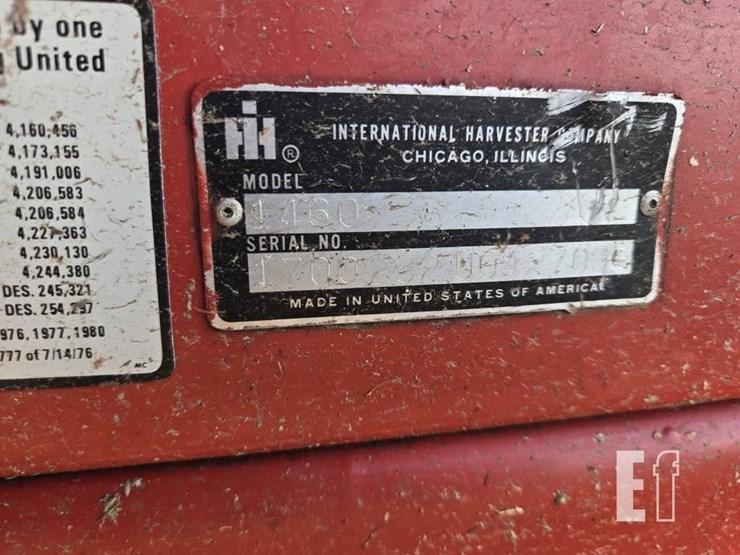 by one
United
4,160,456
4,173,155
4,191,006
4,206,583
4,206,584
4,227,363
4,230,130
4,244,380
DES. 245,321
DES. 254,297
976, 1977, 1980
777 of 7/14/76
MC
IH ®
INTERNATIONAL HARVESTER COMPANY
CHICAGO, ILLINOIS
MODEL
1460
SERIAL NO.
MADE IN UNITED STATES OF AMERICA
Ef